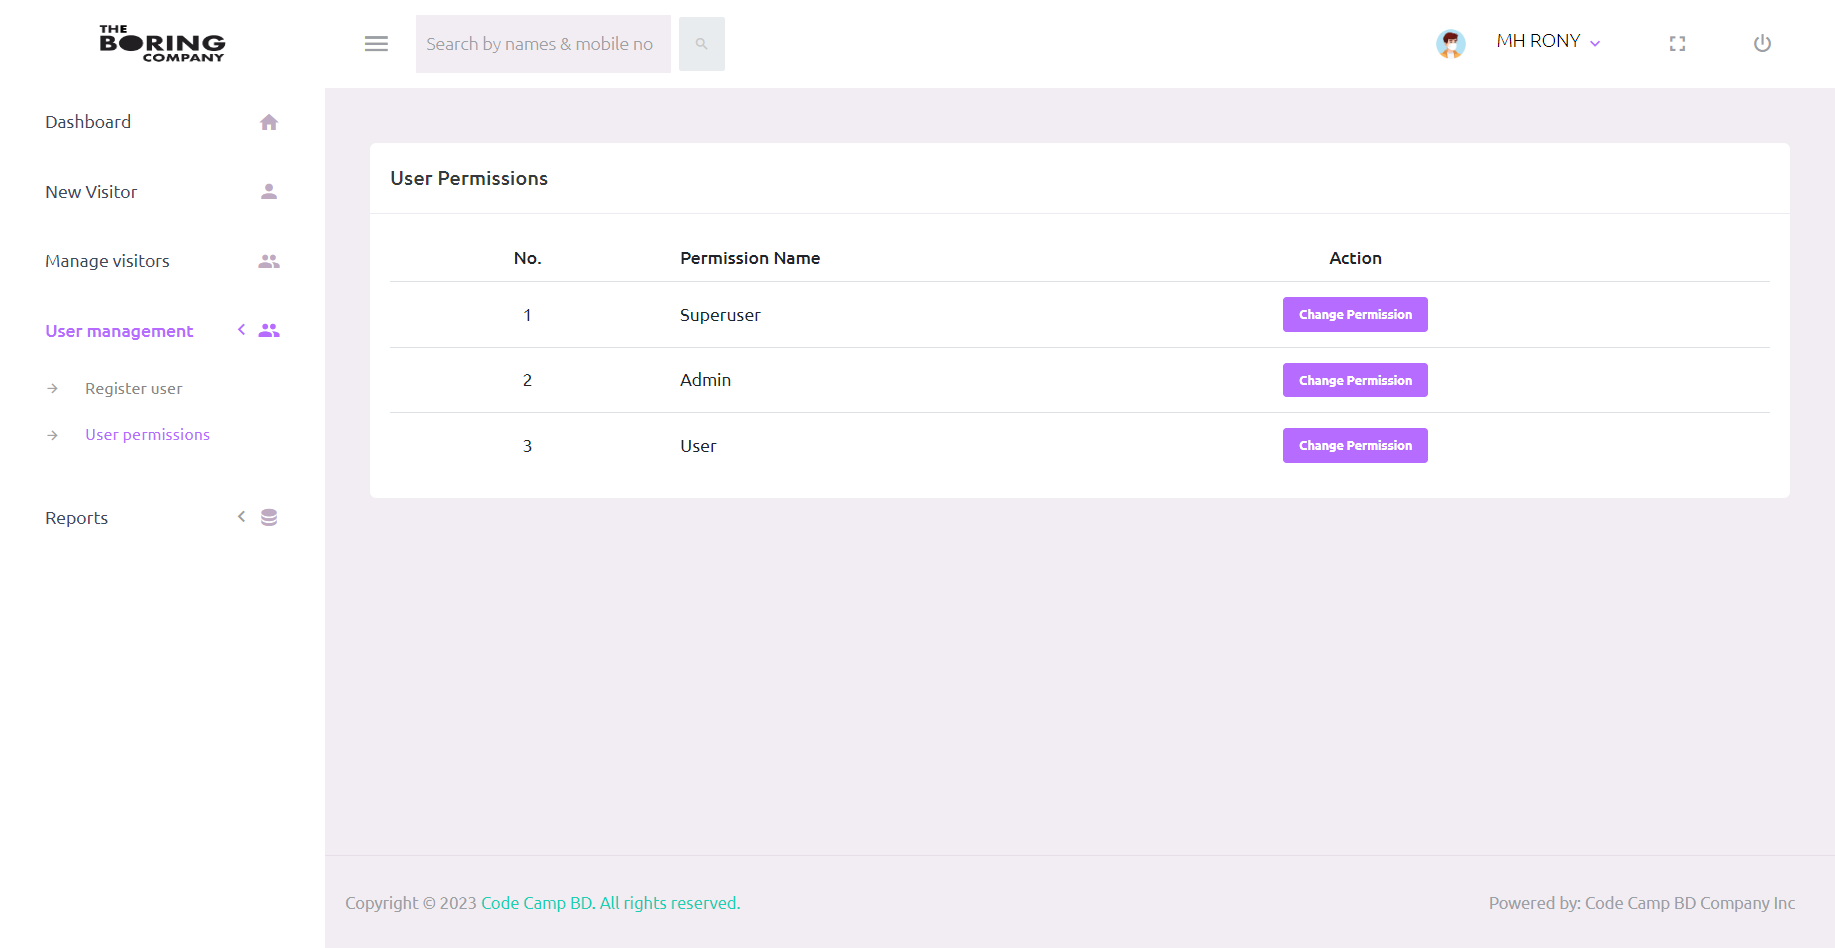 THE
BORING
COMPANY
Search by names & mobile no
MH RONY
Dashboard
New Visitor
Manage visitors
User management
Register user
User permissions
Reports
User Permissions
No. Permission Name Action
1 Superuser Change Permission
2 Admin Change Permission
3 User Change Permission
Copyright © 2023 Code Camp BD. All rights reserved.
Powered by: Code Camp BD Company Inc